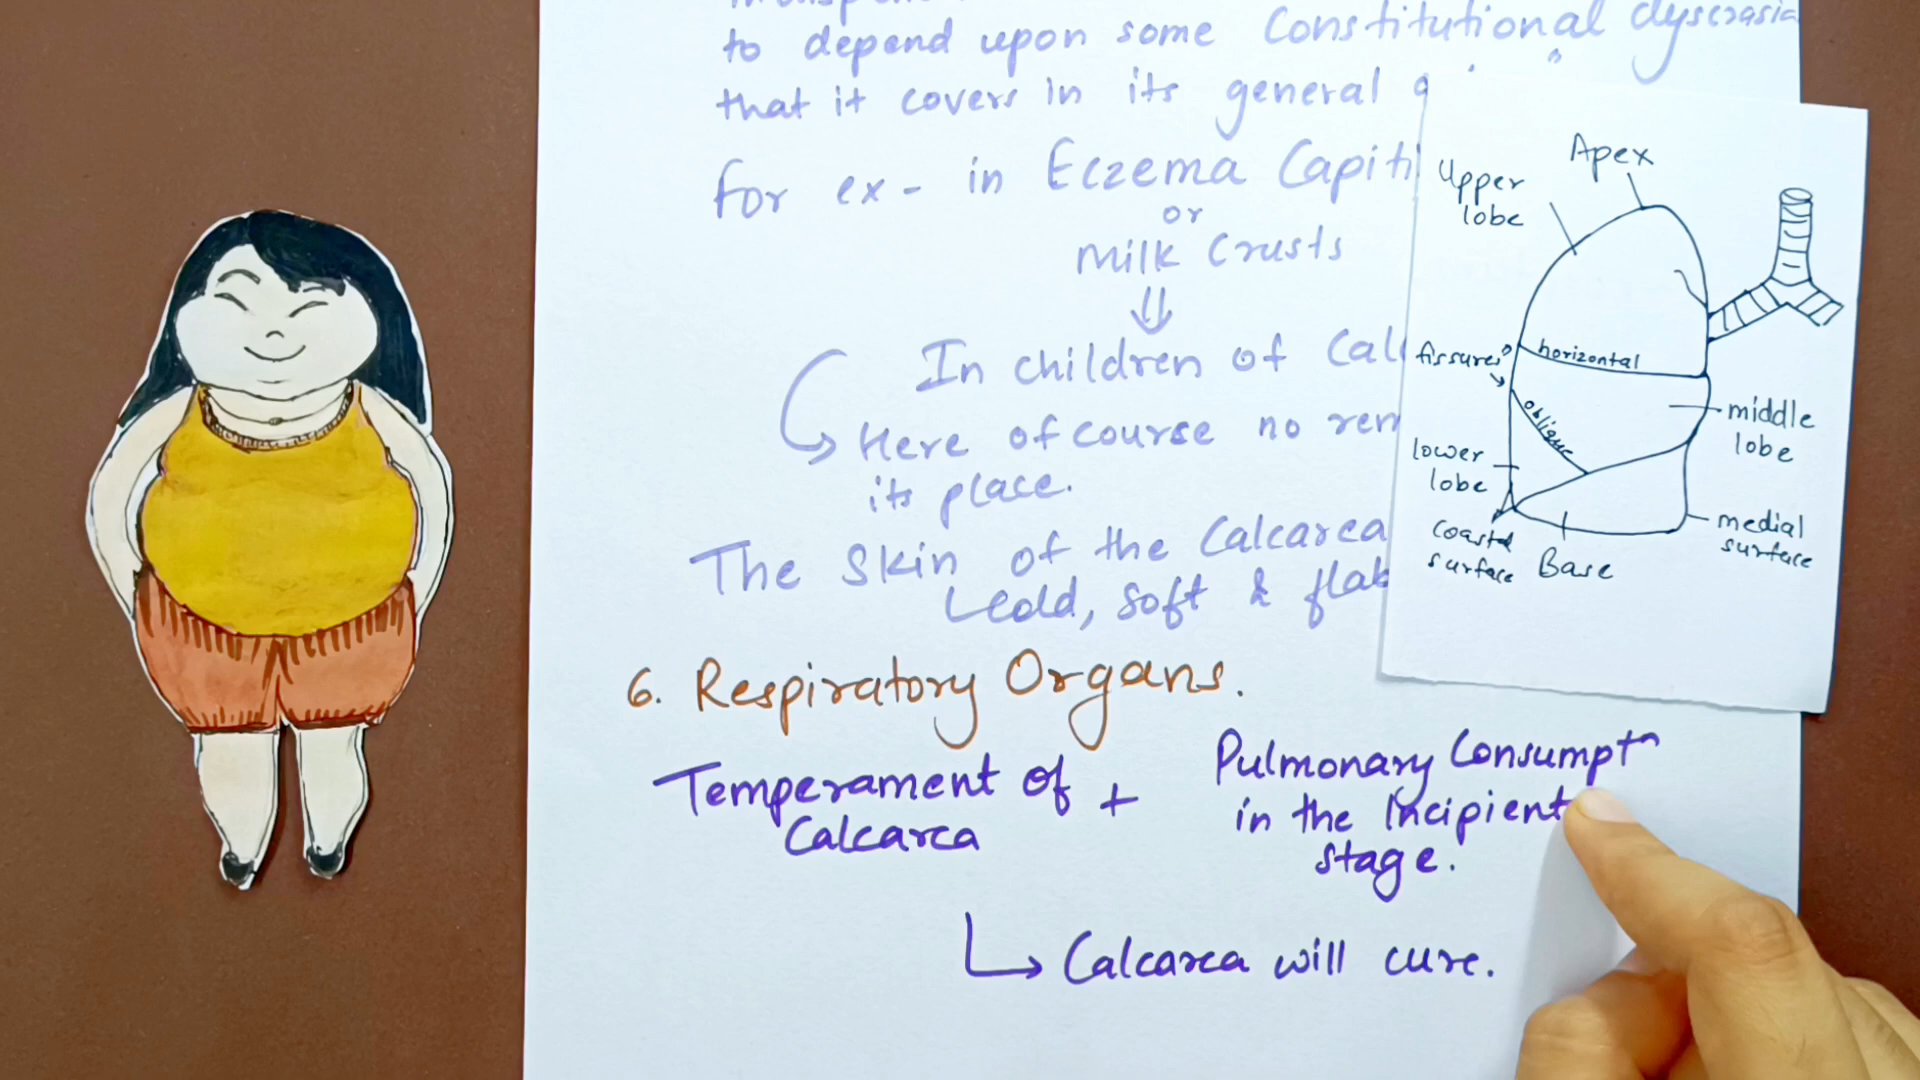 to depend upon some Constitutional dyscrasia
that it covers in its general
for ex - in Eczema Capiti
or
Milk Crusts
In children of Cal
Here of course no rem
its place.
The Skin of the Calcarea
cold, soft & flab
6. Respiratory Organs.
Temperament of
Calcarea
+
Pulmonary Consumptn
in the Incipient
stage.
Calcarea will cure.
Apex
Upper
lobe
fissures
horizontal
oblique
middle
lobe
lower
lobe
coastal
surface
Base
medial
surface